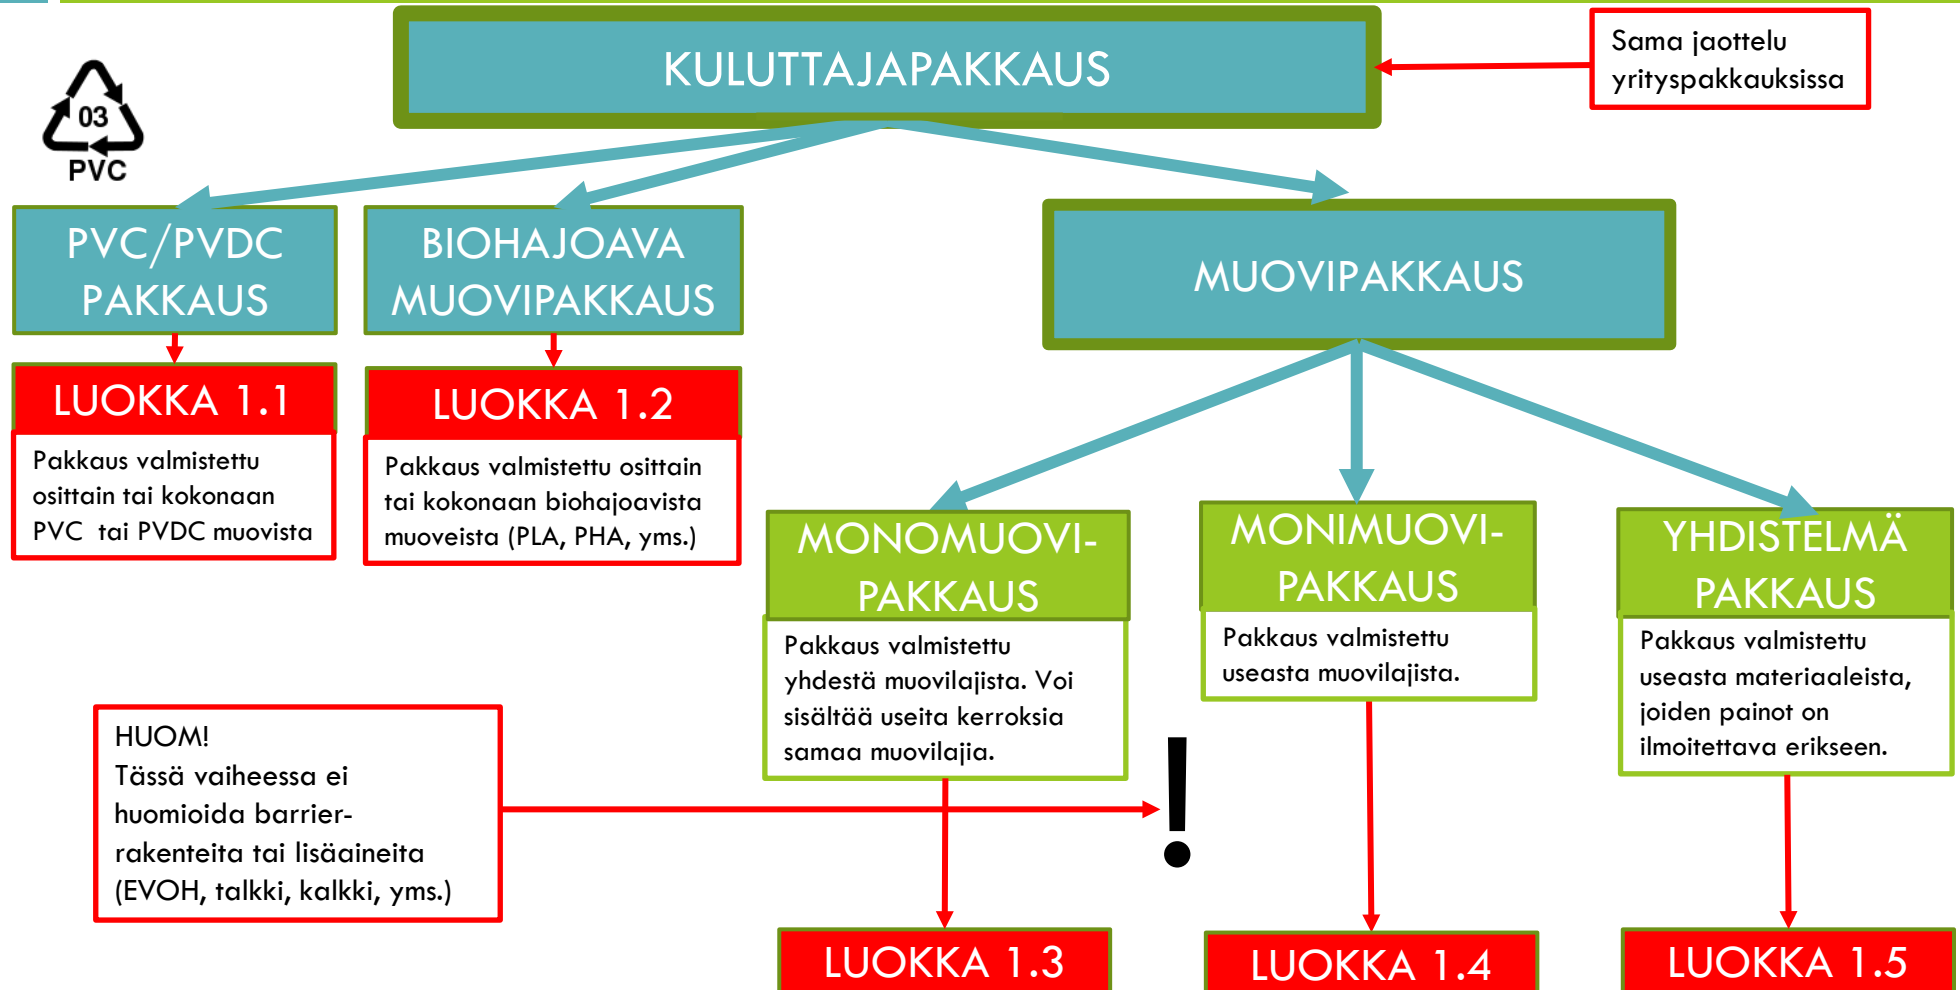 KULUTTAJAPAKKAUS
Sama jaottelu
yrityspakkauksissa
03
PVC
PVC/PVDC
PAKKAUS
BIOHAJOAVA
MUOVIPAKKAUS
MUOVIPAKKAUS
LUOKKA 1.1
Pakkaus valmistettu
osittain tai kokonaan
PVC tai PVDC muovista
LUOKKA 1.2
Pakkaus valmistettu osittain
tai kokonaan biohajoavista
muoveista (PLA, PHA, yms.)
MONOMUOVI-
PAKKAUS
Pakkaus valmistettu
yhdestä muovilajista. Voi
sisältää useita kerroksia
samaa muovilajia.
MONIMUOVI-
PAKKAUS
Pakkaus valmistettu
useasta muovilajista.
YHDISTELMÄ
PAKKAUS
Pakkaus valmistettu
useasta materiaaleista,
joiden painot on
ilmoitettava erikseen.
HUOM!
Tässä vaiheessa ei
huomioida barrier-
rakenteita tai lisäaineita
(EVOH, talkki, kalkki, yms.)
!
LUOKKA 1.3
LUOKKA 1.4
LUOKKA 1.5